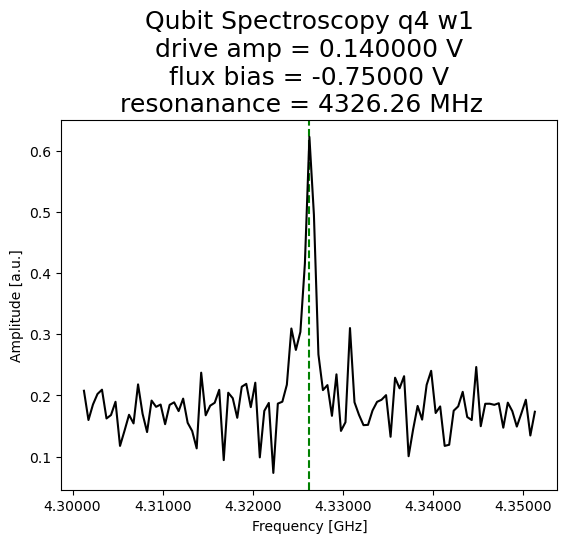 Qubit Spectroscopy q4 w1
drive amp = 0.140000 V
flux bias = -0.75000 V
resonanance = 4326.26 MHz
0.6
0.5
0.4
0.3
0.2
0.1
Amplitude [a.u.]
4.30000 4.31000 4.32000 4.33000 4.34000 4.35000
Frequency [GHz]